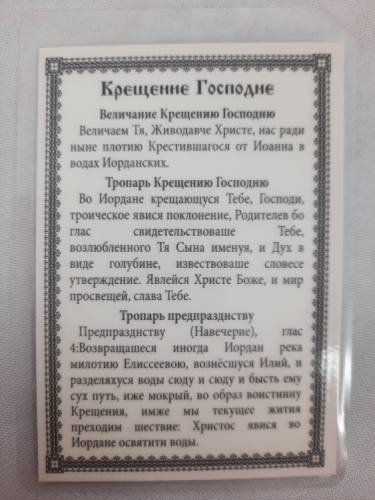 Крещение Господне
Величание Крещению Господню
Величаем Тя, Живодавче Христе, нас ради
ныне плотию Крестившагося от Иоанна в
водах Иорданских.
Тропарь Крещению Господню
Во Иордане крещающуся Тебе, Господи,
троическое явися поклонение, Родителев бо
глас свидетельствоваше Тебе,
возлюбленного Тя Сына именуя, и Дух в
виде голубине, извествоваше словесе
утверждение. Явлейся Христе Боже, и мир
просвещей, слава Тебе.
Тропарь предпразднству
Предпразднству (Навечерие), глас
4:Возвращашеся иногда Иордан река
милотию Елиссеевою, вознёсшуся Илий, и
разделяхуся воды сюду и сюду и бысть ему
сух путь, иже мокрый, во образ воистинну
Крещения, имже мы текущее жития
преходим шествие: Христос явися во
Иордане освятити воды.